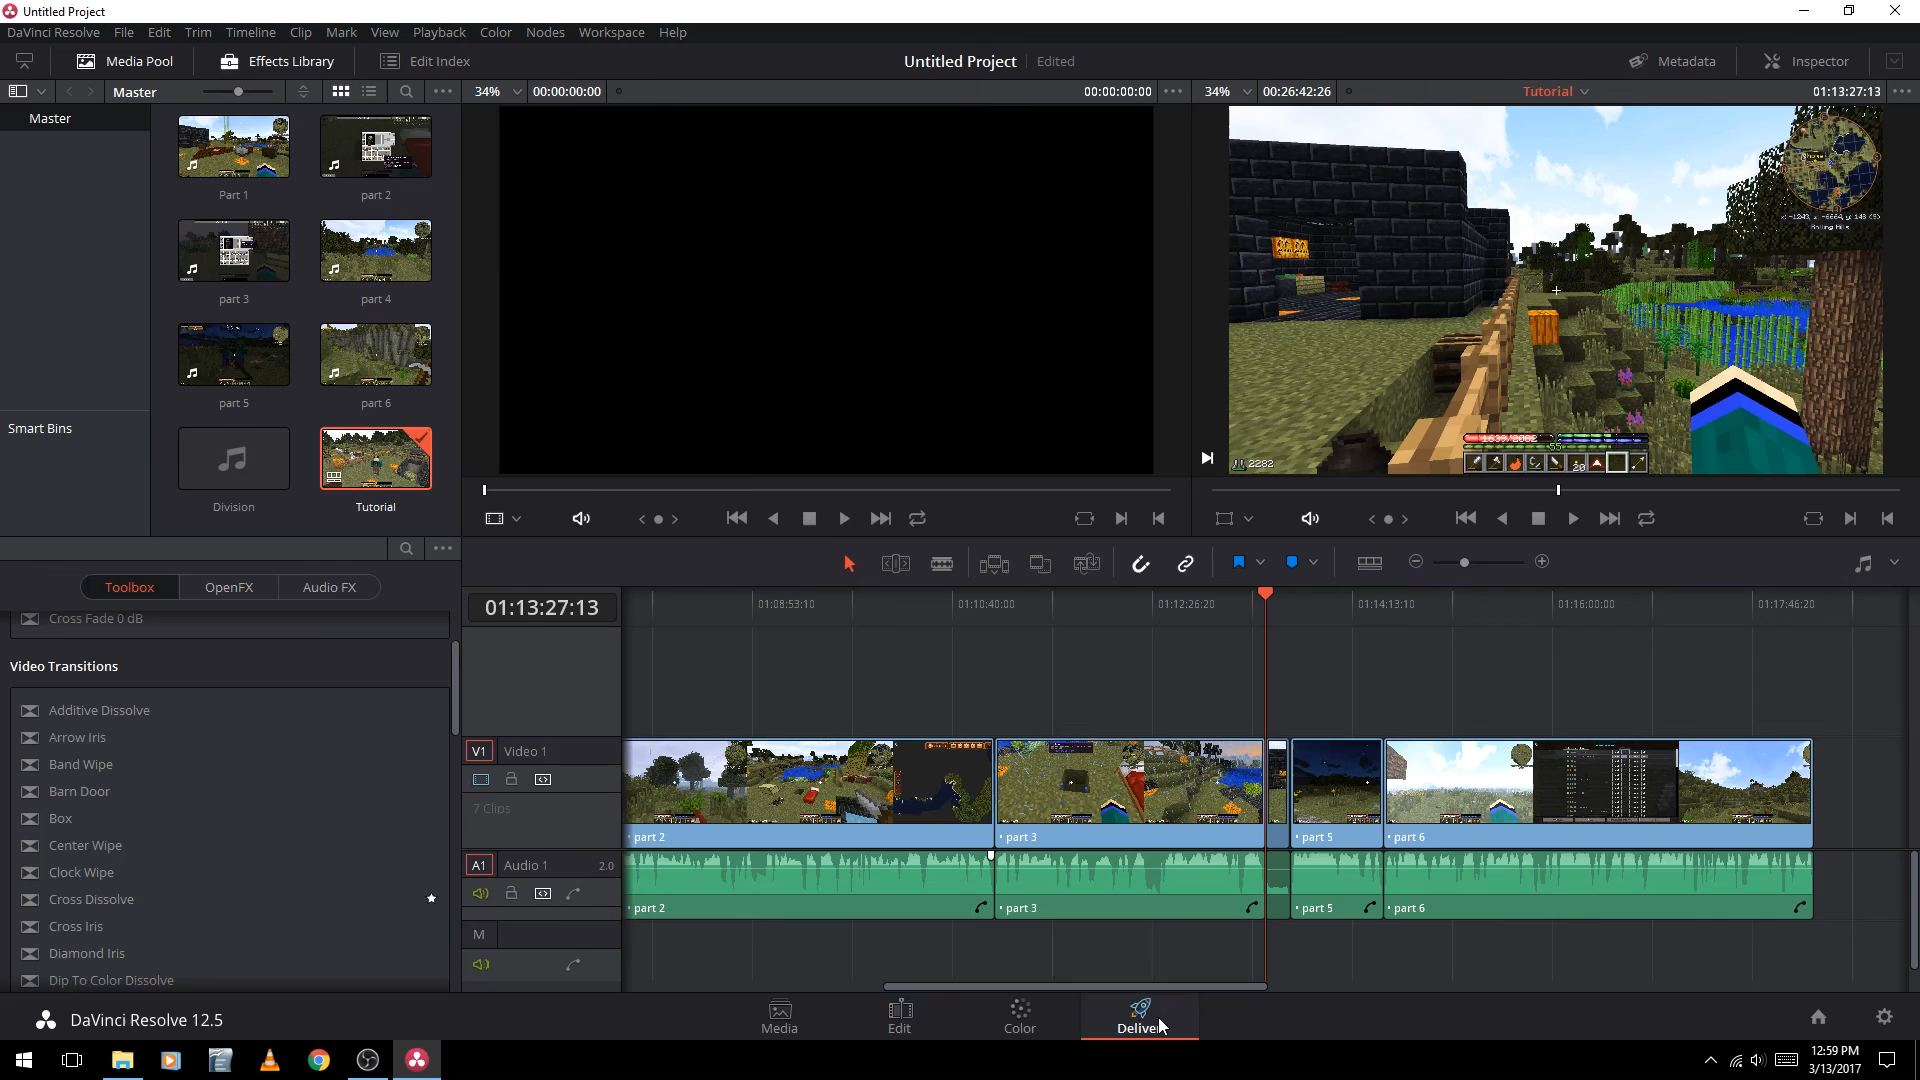 Untitled Project
DaVinci Resolve File Edit Trim Timeline Clip Mark View Playback Color Nodes Workspace Help
Media Pool Effects Library Edit Index Untitled Project Edited Metadata Inspector
Master 34% 00:00:00:00 00:00:00:00 34% 00:26:42:26 Tutorial 01:13:27:13
Master
Part 1 part 2
part 3 part 4
part 5 part 6
Smart Bins
Division Tutorial
Rolling Hills
1639/2082
20
2282
Toolbox OpenFX Audio FX
Cross Fade 0 dB
Video Transitions
Additive Dissolve
Arrow Iris
Band Wipe
Barn Door
Box
Center Wipe
Clock Wipe
Cross Dissolve
Cross Iris
Diamond Iris
Dip To Color Dissolve
01:13:27:13 01:08:53:10 01:10:40:00 01:12:26:20 01:14:13:10 01:16:00:00 01:17:46:20
V1 Video 1
7 Clips
part 2 part 3 part 5 part 6
A1 Audio 1 2.0
part 2 part 3 part 5 part 6
M
DaVinci Resolve 12.5
Media Edit Color Deliver
12:59 PM
3/13/2017